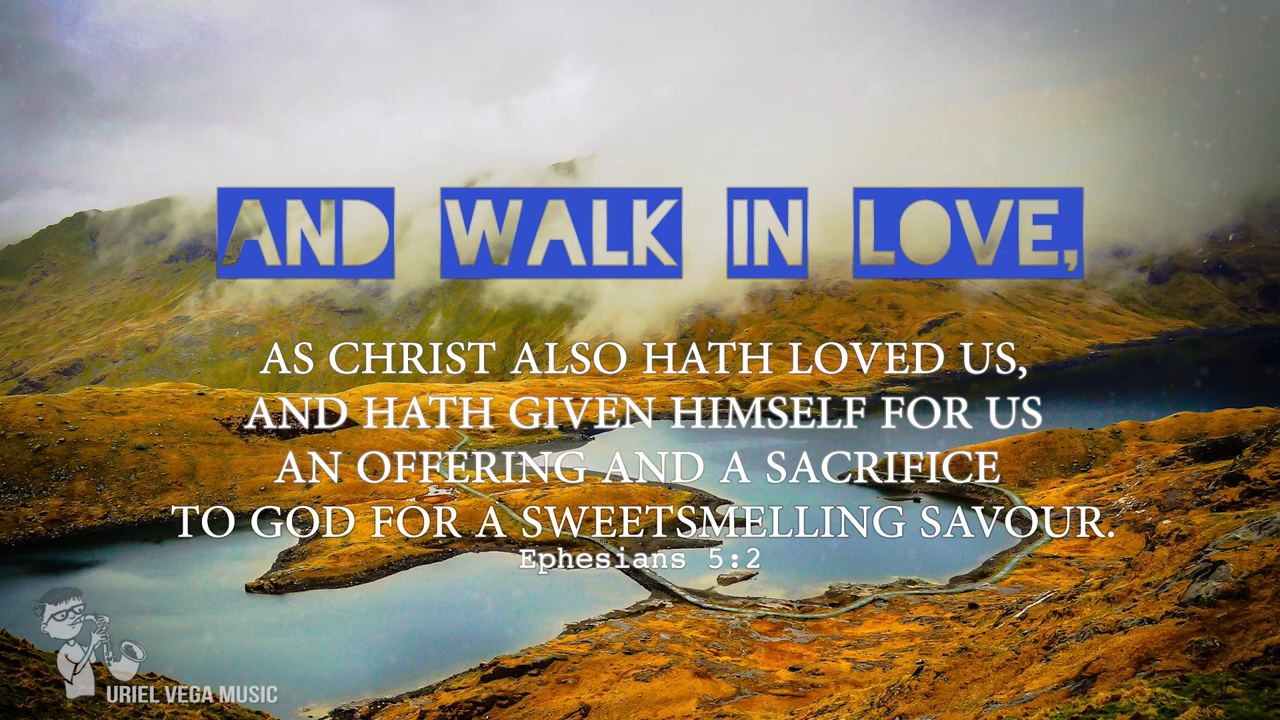 AND WALK IN LOVE,
AS CHRIST ALSO HATH LOVED US,
AND HATH GIVEN HIMSELF FOR US
AN OFFERING AND A SACRIFICE
TO GOD FOR A SWEETSMELLING SAVOUR.
Ephesians 5:2
URIEL VEGA MUSIC